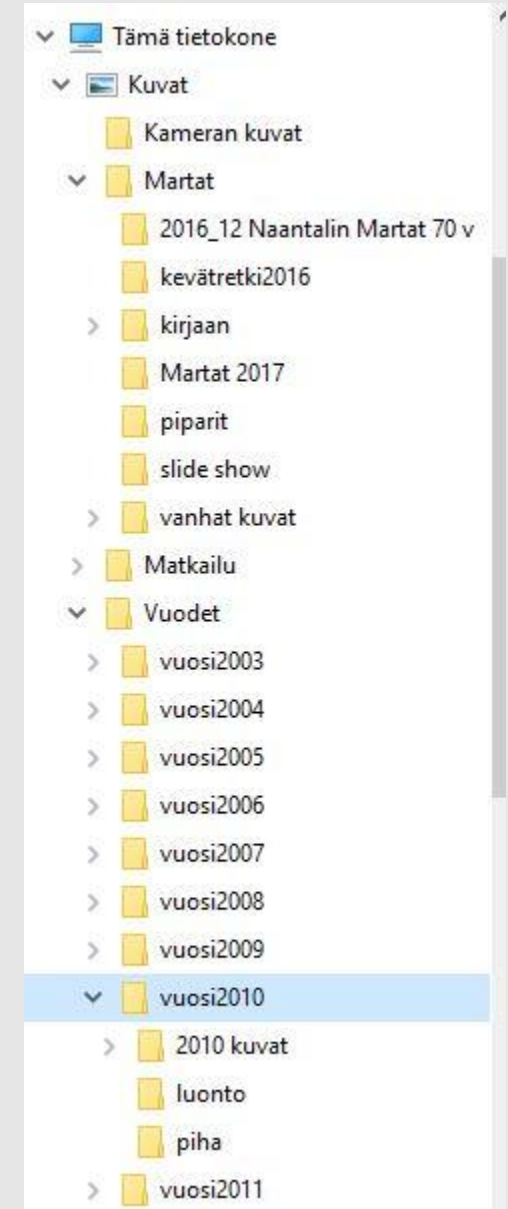 Tämä tietokone
Kuvat
Kameran kuvat
Martat
2016_12 Naantalin Martat 70 v
kevätretki2016
kirjaan
Martat 2017
piparit
slide show
vanhat kuvat
Matkailu
Vuodet
vuosi2003
vuosi2004
vuosi2005
vuosi2006
vuosi2007
vuosi2008
vuosi2009
vuosi2010
2010 kuvat
luonto
piha
vuosi2011